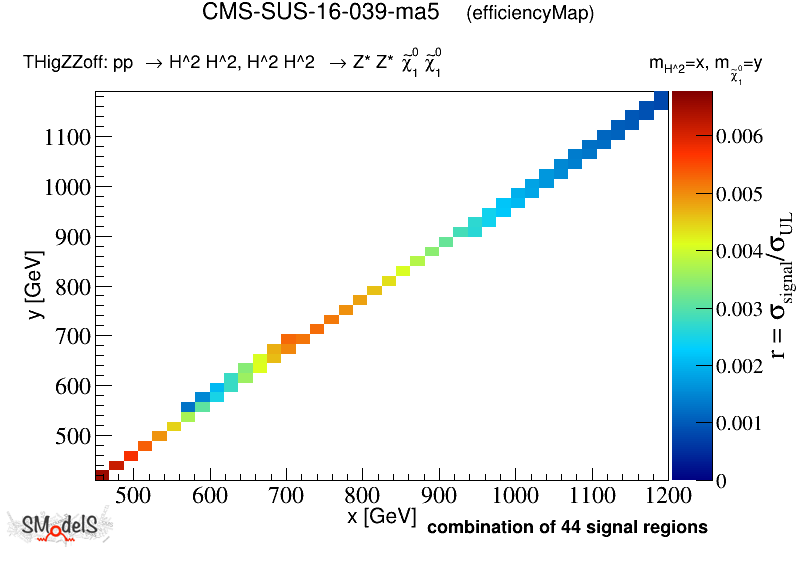 CMS-SUS-16-039-ma5 (efficiencyMap)
THigZZoff: pp → H^2 H^2, H^2 H^2 → Z* Z* χ̃⁰₁ χ̃⁰₁
m_H^2=x, m_χ̃⁰₁=y
1100
1000
900
800
700
600
500
y [GeV]
500 600 700 800 900 1000 1100 1200
x [GeV]
0.006
0.005
0.004
0.003
0.002
0.001
0
r = σ_signal/σ_UL
SModelS
combination of 44 signal regions